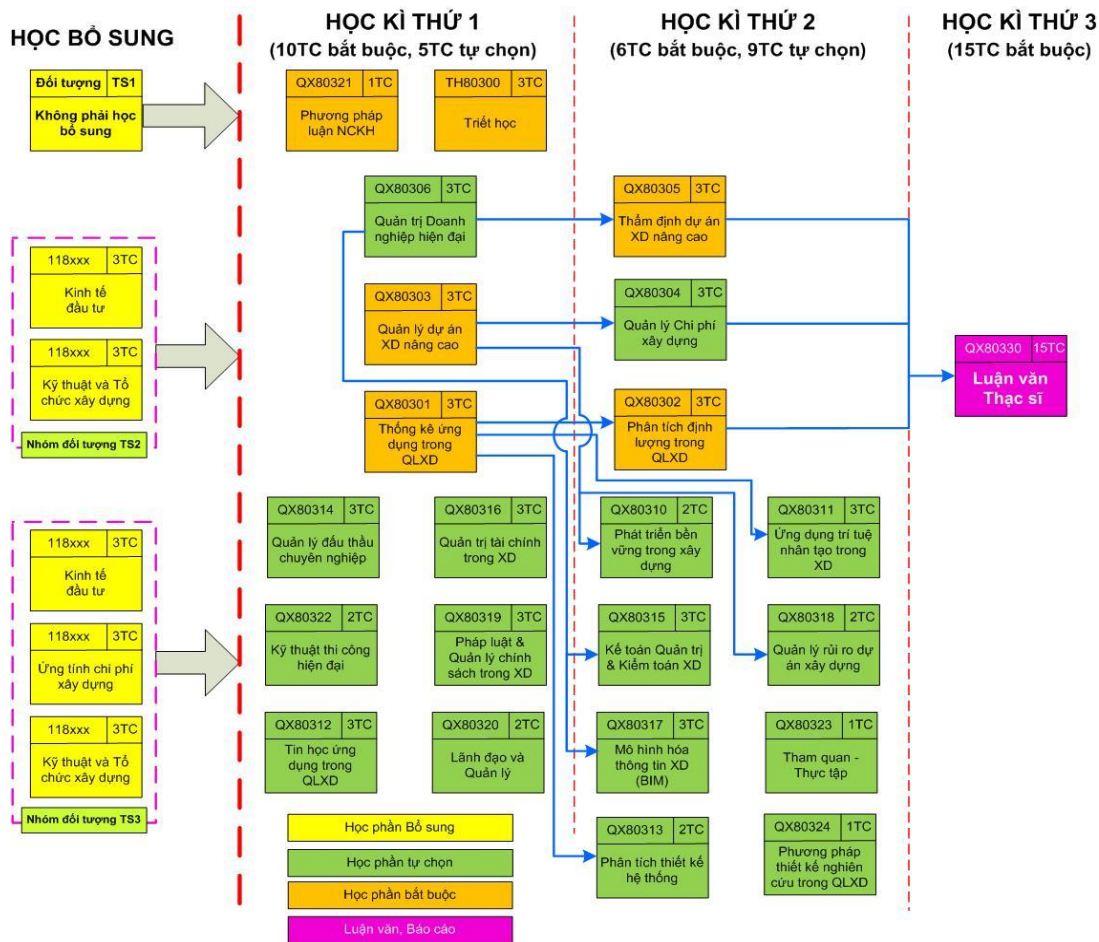 HỌC BỔ SUNG
Đối tượng TS1
Không phải học
bổ sung
118xxx 3TC
Kinh tế
đầu tư
118xxx 3TC
Kỹ thuật và Tổ
chức xây dựng
Nhóm đối tượng TS2
118xxx 3TC
Kinh tế
đầu tư
118xxx 3TC
Ứng tính chi phí
xây dựng
118xxx 3TC
Kỹ thuật và Tổ
chức xây dựng
Nhóm đối tượng TS3
HỌC KÌ THỨ 1
(10TC bắt buộc, 5TC tự chọn)
QX80321 1TC
Phương pháp
luận NCKH
TH80300 3TC
Triết học
QX80306 3TC
Quản trị Doanh
nghiệp hiện đại
QX80303 3TC
Quản lý dự án
XD nâng cao
QX80301 3TC
Thống kê ứng
dụng trong
QLXD
QX80314 3TC
Quản lý đấu thầu
chuyên nghiệp
QX80316 3TC
Quản trị tài chính
trong XD
QX80322 2TC
Kỹ thuật thi công
hiện đại
QX80319 3TC
Pháp luật &
Quản lý chính
sách trong XD
QX80312 3TC
Tin học ứng
dụng trong
QLXD
QX80320 2TC
Lãnh đạo và
Quản lý
Học phần Bổ sung
Học phần tự chọn
Học phần bắt buộc
Luận văn, Báo cáo
HỌC KÌ THỨ 2
(6TC bắt buộc, 9TC tự chọn)
QX80305 3TC
Thẩm định dự án
XD nâng cao
QX80304 3TC
Quản lý Chi phí
xây dựng
QX80302 3TC
Phân tích định
lượng trong
QLXD
QX80310 2TC
Phát triển bền
vững trong xây
dựng
QX80311 3TC
Ứng dụng trí tuệ
nhân tạo trong
XD
QX80315 3TC
Kế toán Quản trị
& Kiểm toán XD
QX80318 2TC
Quản lý rủi ro dự
án xây dựng
QX80317 3TC
Mô hình hóa
thông tin XD
(BIM)
QX80323 1TC
Tham quan -
Thực tập
QX80313 2TC
Phân tích thiết kế
hệ thống
QX80324 1TC
Phương pháp
thiết kế nghiên
cứu trong QLXD
HỌC KÌ THỨ 3
(15TC bắt buộc)
QX80330 15TC
Luận văn
Thạc sĩ